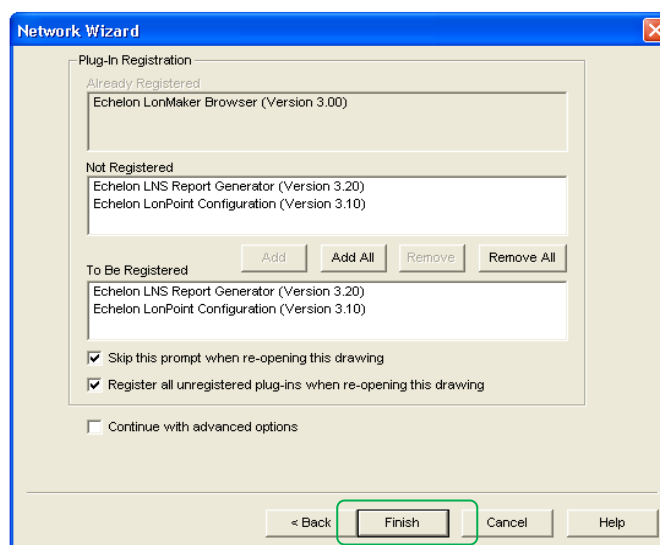 Network Wizard
Plug-In Registration
Already Registered
Echelon LonMaker Browser (Version 3.00)
Not Registered
Echelon LNS Report Generator (Version 3.20)
Echelon LonPoint Configuration (Version 3.10)
Add Add All Remove Remove All
To Be Registered
Echelon LNS Report Generator (Version 3.20)
Echelon LonPoint Configuration (Version 3.10)
Skip this prompt when re-opening this drawing
Register all unregistered plug-ins when re-opening this drawing
Continue with advanced options
< Back Finish Cancel Help